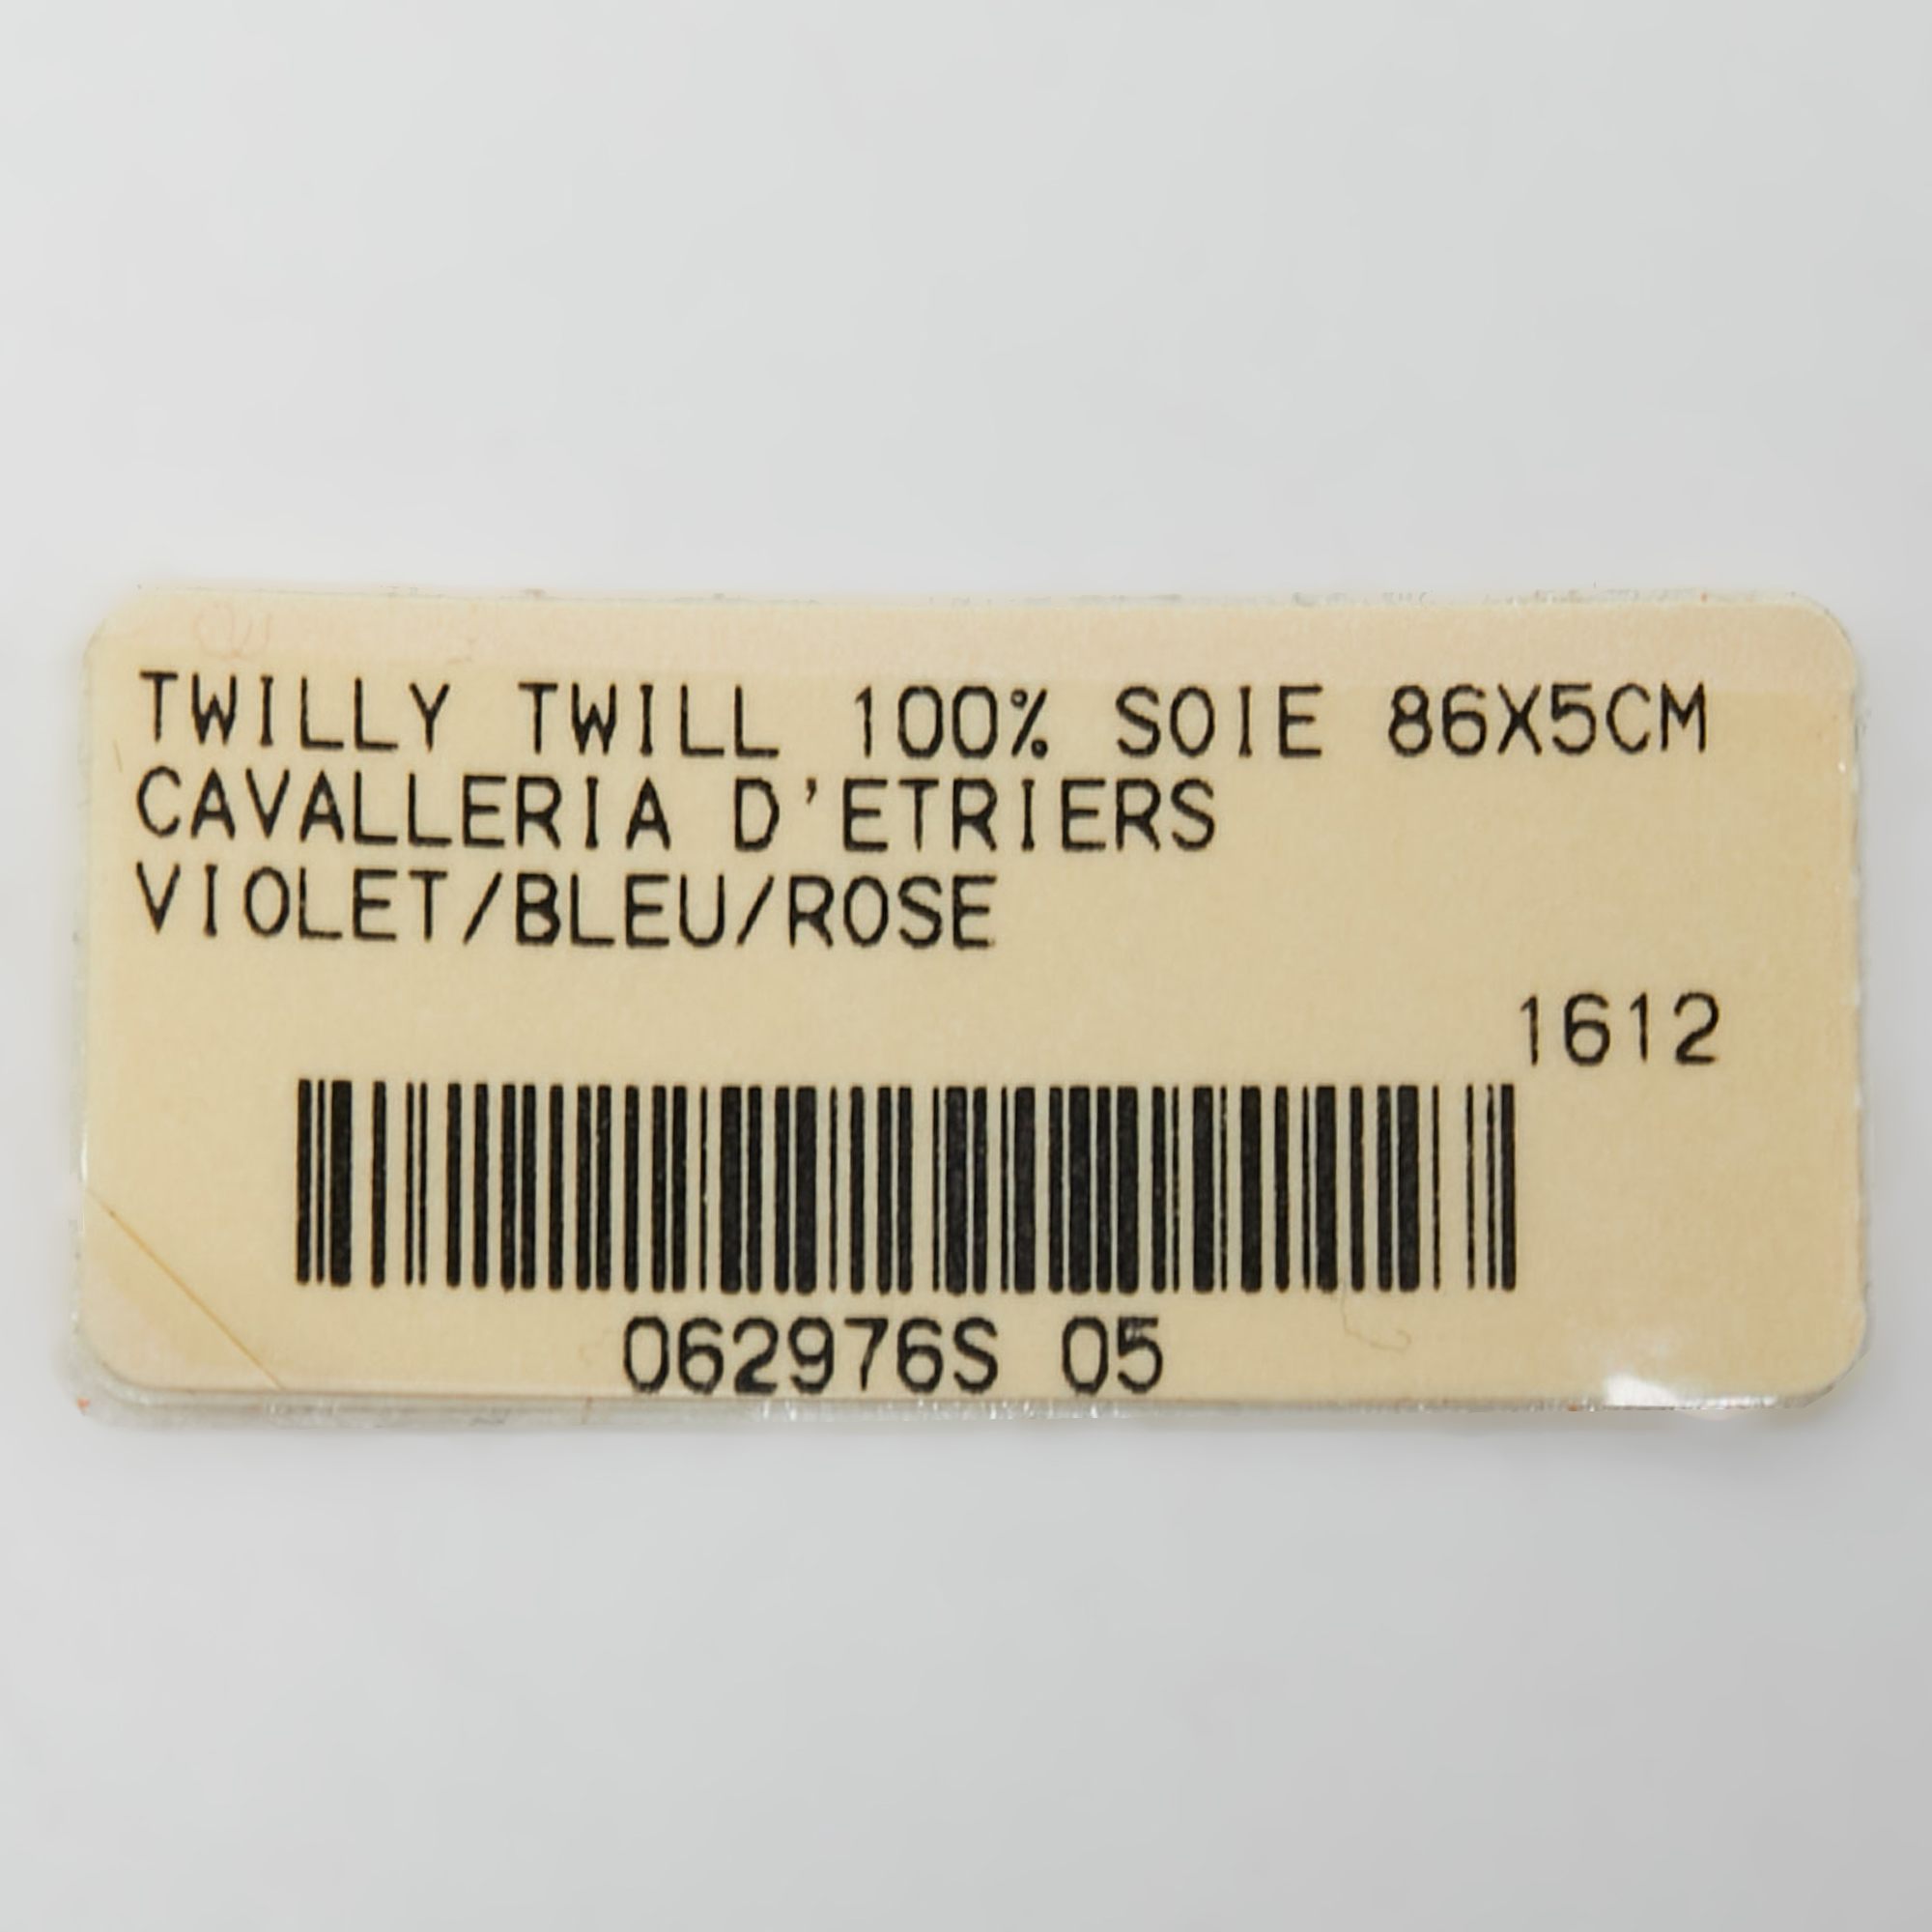 TWILLY TWILL 100% SOIE 86X5CM
CAVALLERIA D'ETRIERS
VIOLET/BLEU/ROSE
1612
062976S 05